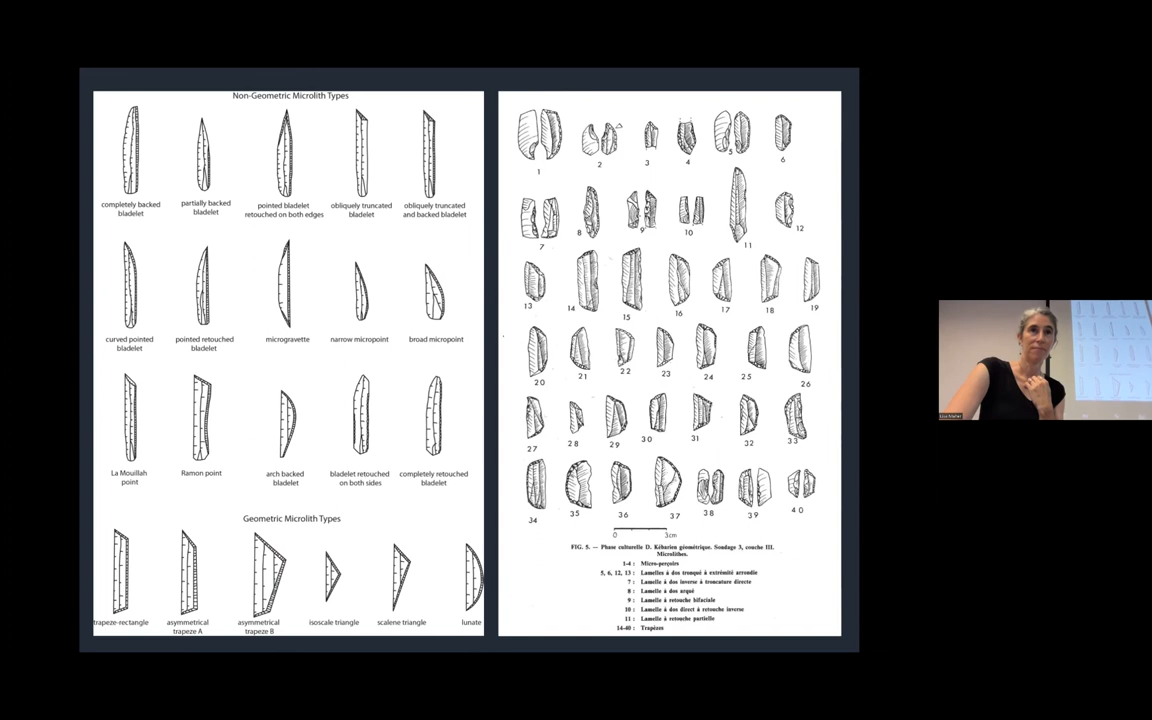 Non-Geometric Microlith Types
completely backed
bladelet
partially backed
bladelet
pointed bladelet
retouched on both edges
obliquely truncated
bladelet
obliquely truncated
and backed bladelet
curved pointed
bladelet
pointed retouched
bladelet
microgravette
narrow micropoint
broad micropoint
La Mouillah
point
Ramon point
arch backed
bladelet
bladelet retouched
on both sides
completely retouched
bladelet
Geometric Microlith Types
trapeze-rectangle
asymmetrical
trapeze A
asymmetrical
trapeze B
isoscale triangle
scalene triangle
lunate
1
2
3
4
5
6
7
8
9
10
11
12
13
14
15
16
17
18
19
20
21
22
23
24
25
26
27
28
29
30
31
32
33
34
35
36
37
38
39
40
0 3cm
FIG. 5. — Phase culturelle D. Kébarien géométrique. Sondage 3, couche III.
Microlithes.
1-4 : Micro-perçoirs
5, 6, 12, 13 : Lamelles à dos tronqué à extrémité arrondie
7 : Lamelle à dos inverse à troncature directe
8 : Lamelle à dos arqué
9 : Lamelle à retouche bifaciale
10 : Lamelle à dos direct à retouche inverse
11 : Lamelle à retouche partielle
14-40 : Trapèzes
Lisa Maher